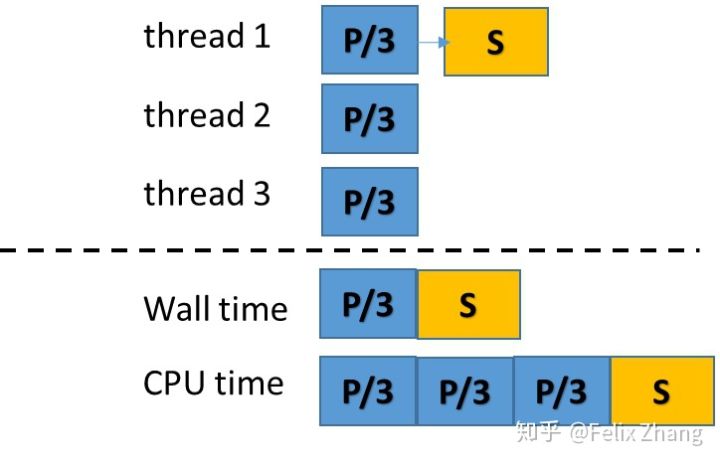 thread 1 P/3 S
thread 2 P/3
thread 3 P/3
Wall time P/3 S
CPU time P/3 P/3 P/3 S
知乎 @Felix Zhang